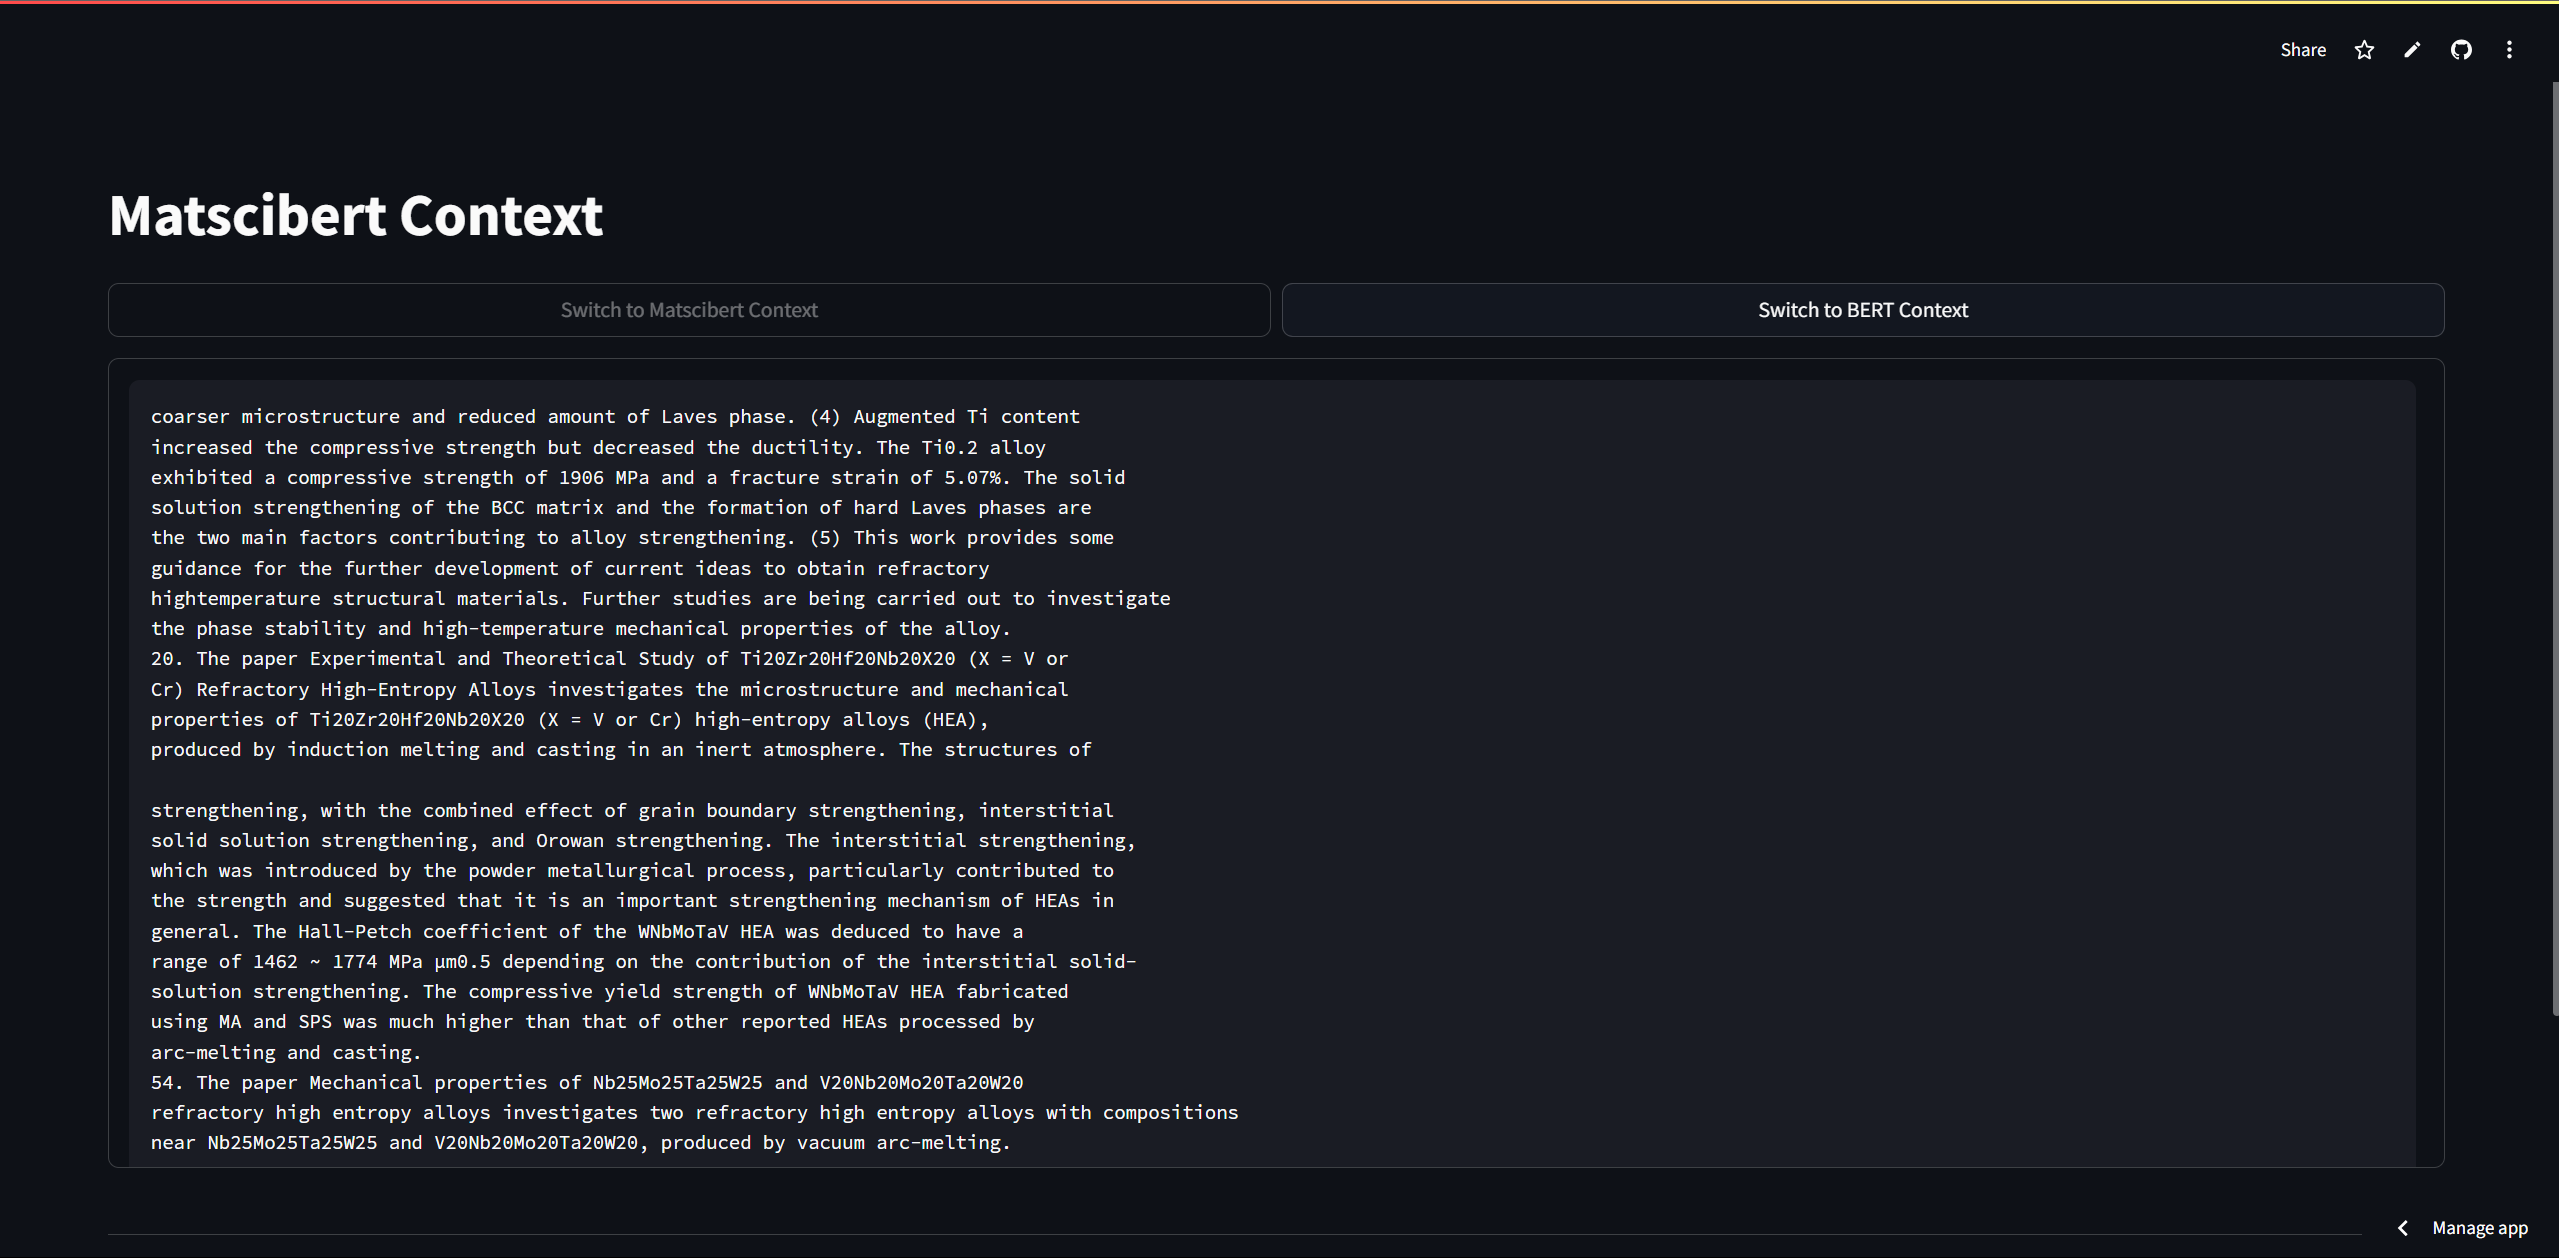 Share
Matscibert Context
Switch to Matscibert Context
Switch to BERT Context
coarser microstructure and reduced amount of Laves phase. (4) Augmented Ti content
increased the compressive strength but decreased the ductility. The Ti0.2 alloy
exhibited a compressive strength of 1906 MPa and a fracture strain of 5.07%. The solid
solution strengthening of the BCC matrix and the formation of hard Laves phases are
the two main factors contributing to alloy strengthening. (5) This work provides some
guidance for the further development of current ideas to obtain refractory
hightemperature structural materials. Further studies are being carried out to investigate
the phase stability and high-temperature mechanical properties of the alloy.
20. The paper Experimental and Theoretical Study of Ti20Zr20Hf20Nb20X20 (X = V or
Cr) Refractory High-Entropy Alloys investigates the microstructure and mechanical
properties of Ti20Zr20Hf20Nb20X20 (X = V or Cr) high-entropy alloys (HEA),
produced by induction melting and casting in an inert atmosphere. The structures of
strengthening, with the combined effect of grain boundary strengthening, interstitial
solid solution strengthening, and Orowan strengthening. The interstitial strengthening,
which was introduced by the powder metallurgical process, particularly contributed to
the strength and suggested that it is an important strengthening mechanism of HEAs in
general. The Hall-Petch coefficient of the WNbMoTaV HEA was deduced to have a
range of 1462 ~ 1774 MPa μm0.5 depending on the contribution of the interstitial solid-
solution strengthening. The compressive yield strength of WNbMoTaV HEA fabricated
using MA and SPS was much higher than that of other reported HEAs processed by
arc-melting and casting.
54. The paper Mechanical properties of Nb25Mo25Ta25W25 and V20Nb20Mo20Ta20W20
refractory high entropy alloys investigates two refractory high entropy alloys with compositions
near Nb25Mo25Ta25W25 and V20Nb20Mo20Ta20W20, produced by vacuum arc-melting.
Manage app